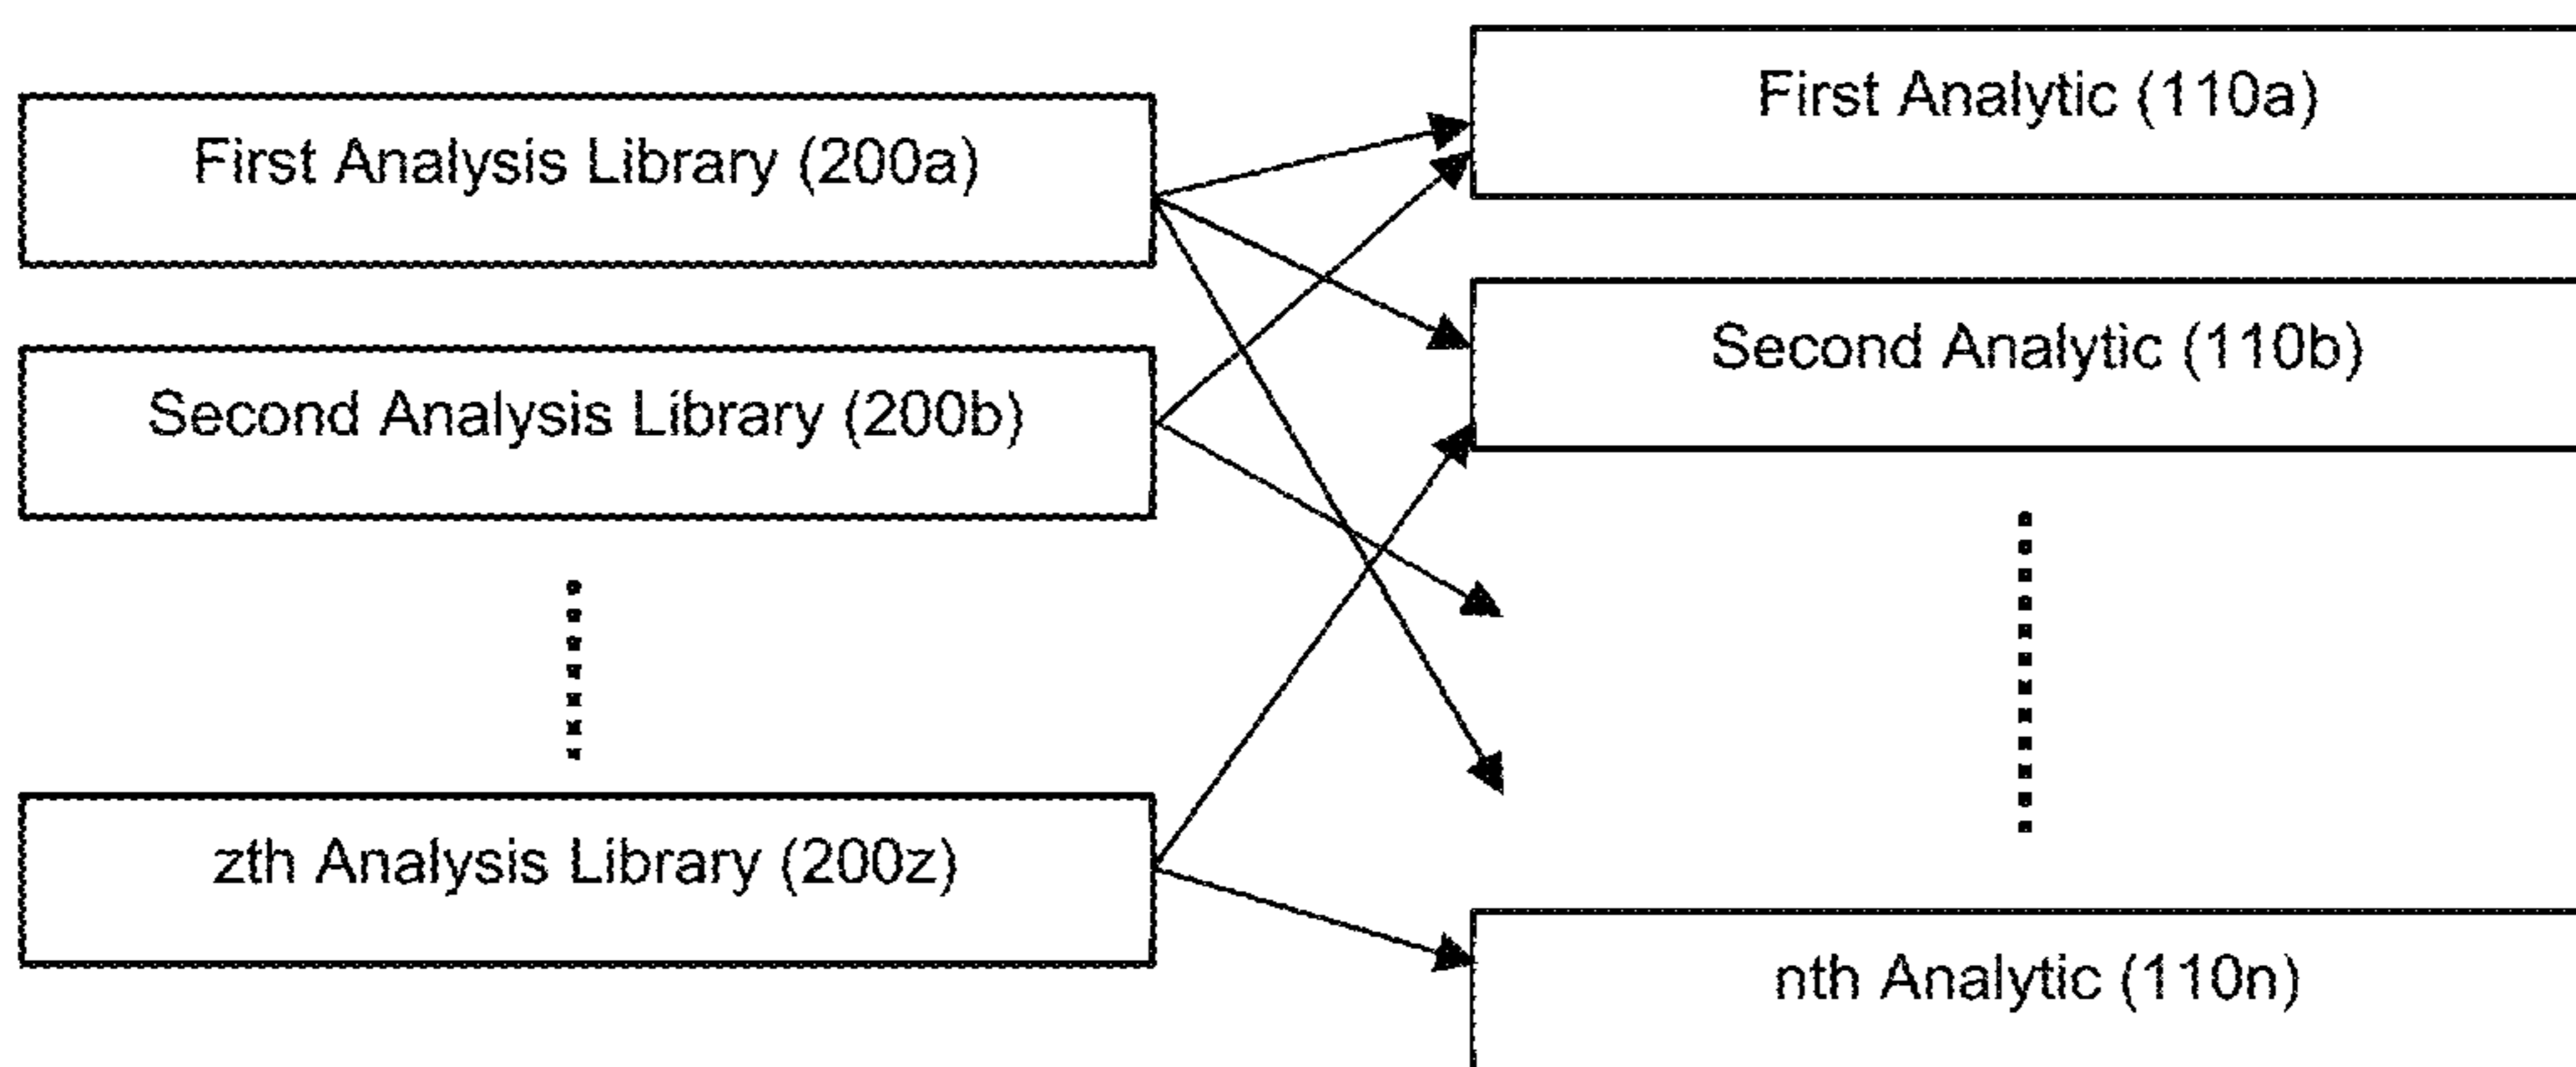 First Analysis Library (200a)
Second Analysis Library (200b)
zth Analysis Library (200z)
First Analytic (110a)
Second Analytic (110b)
nth Analytic (110n)